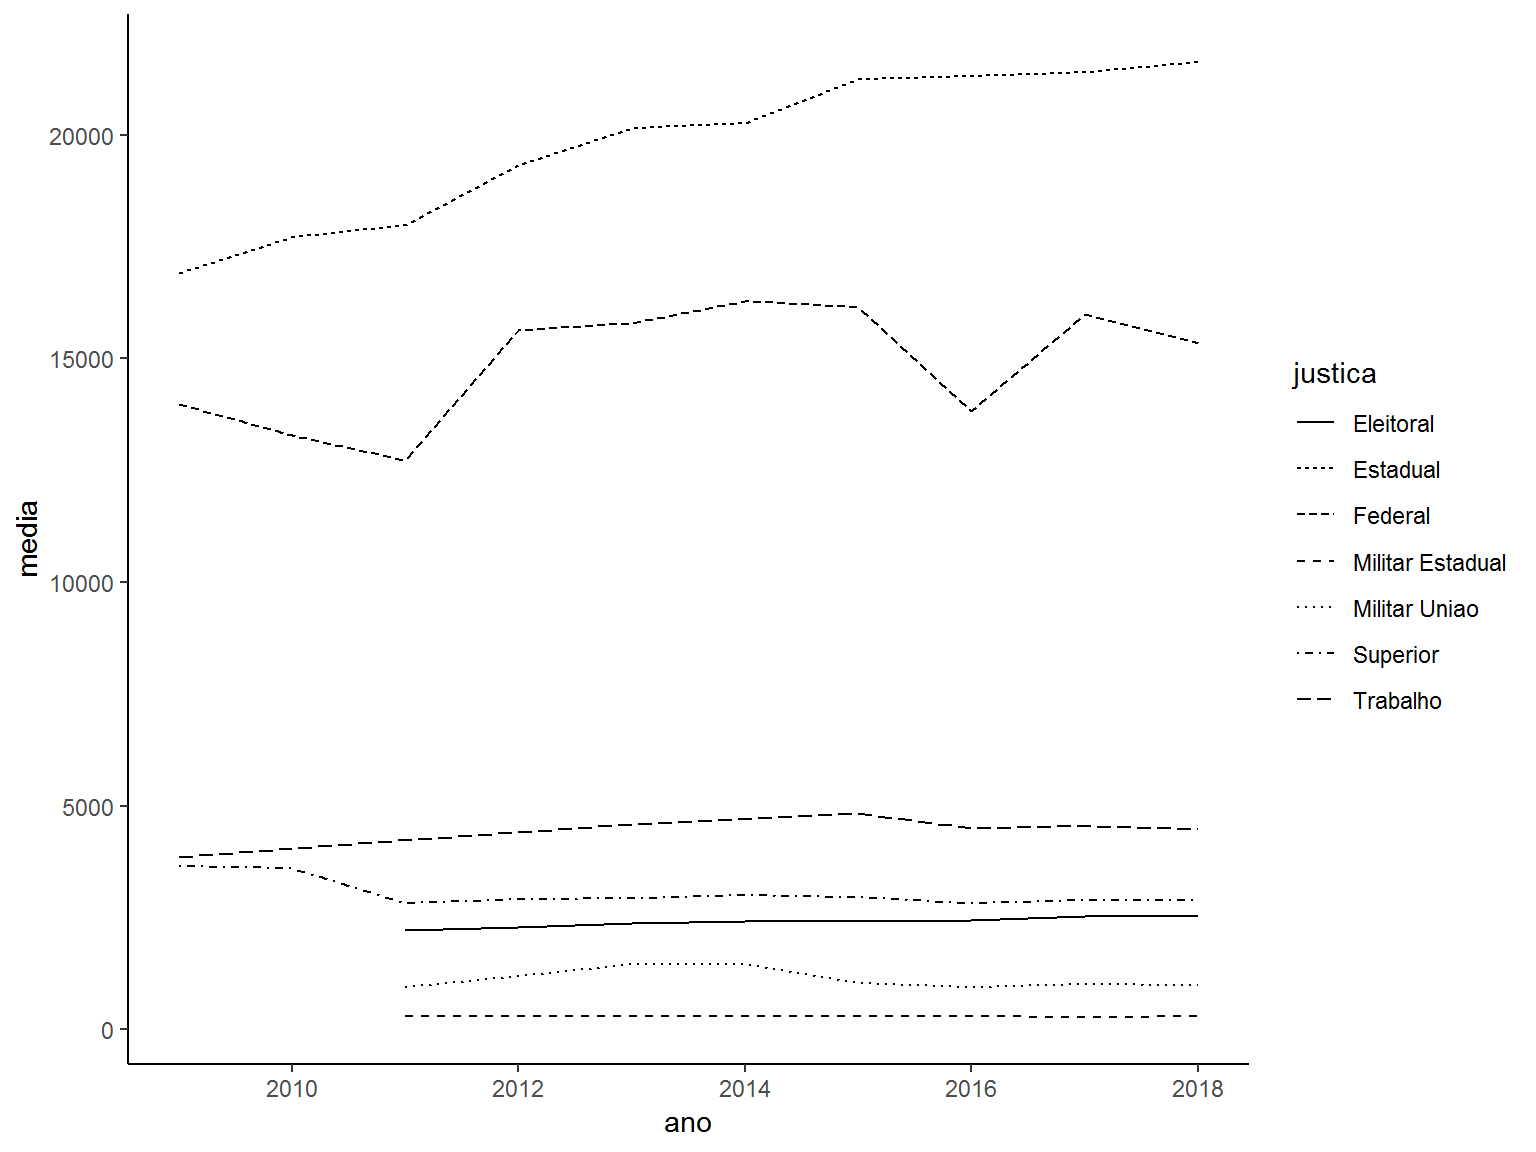 20000
15000
10000
5000
0
media
2010 2012 2014 2016 2018
ano
justica
Eleitoral
Estadual
Federal
Militar Estadual
Militar Uniao
Superior
Trabalho